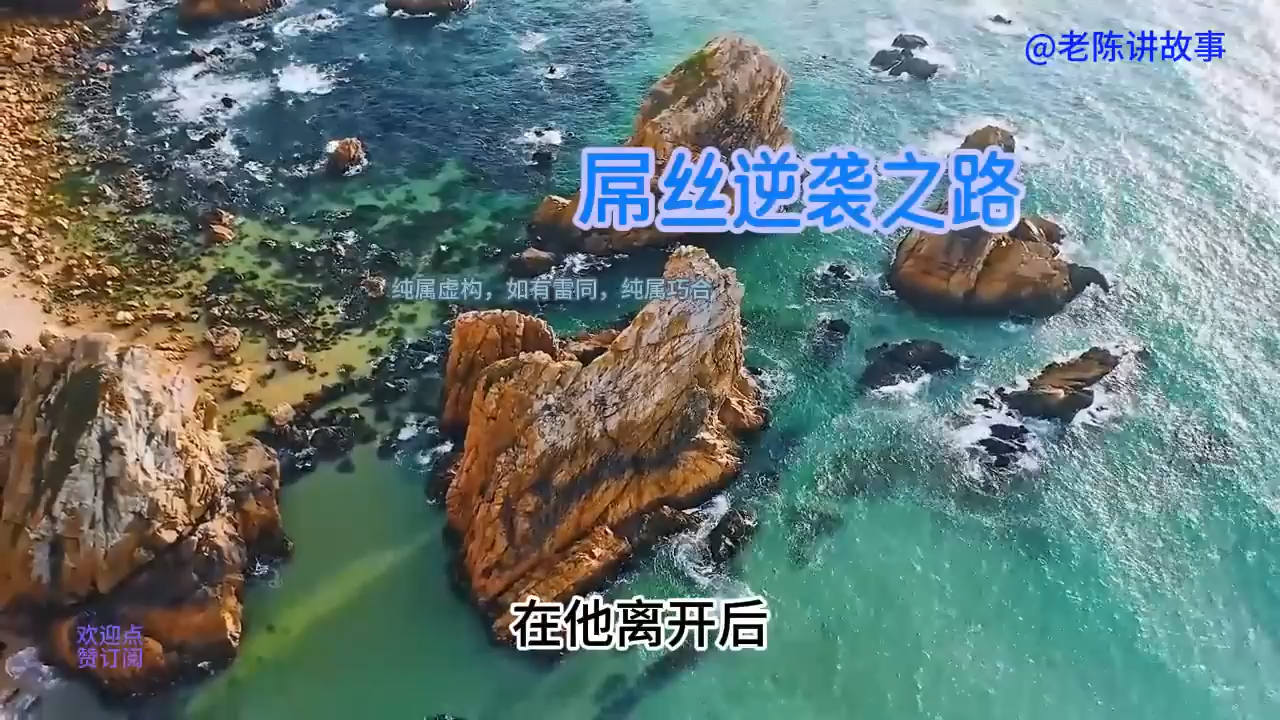 @老陈讲故事
屌丝逆袭之路
纯属虚构，如有雷同，纯属巧合
在他离开后
欢迎点
赞订阅